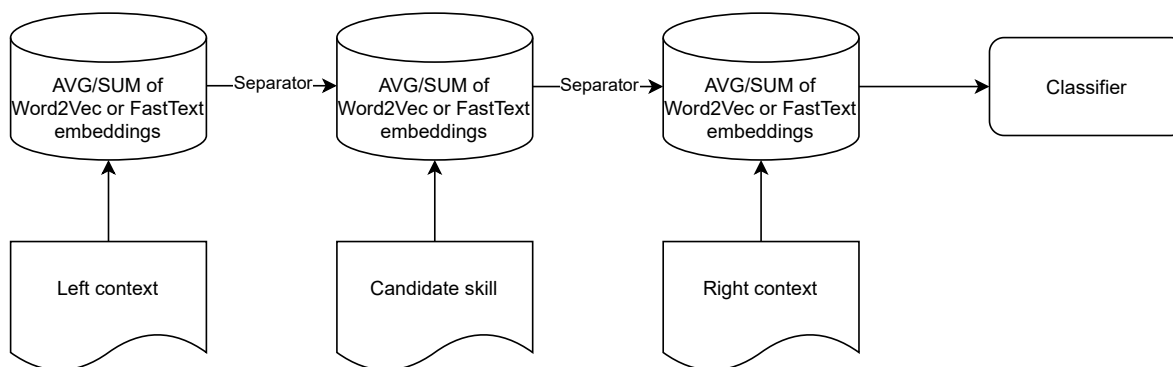 AVG/SUM of
Word2Vec or FastText
embeddings
Separator
AVG/SUM of
Word2Vec or FastText
embeddings
Separator
AVG/SUM of
Word2Vec or FastText
embeddings
Classifier
Left context
Candidate skill
Right context